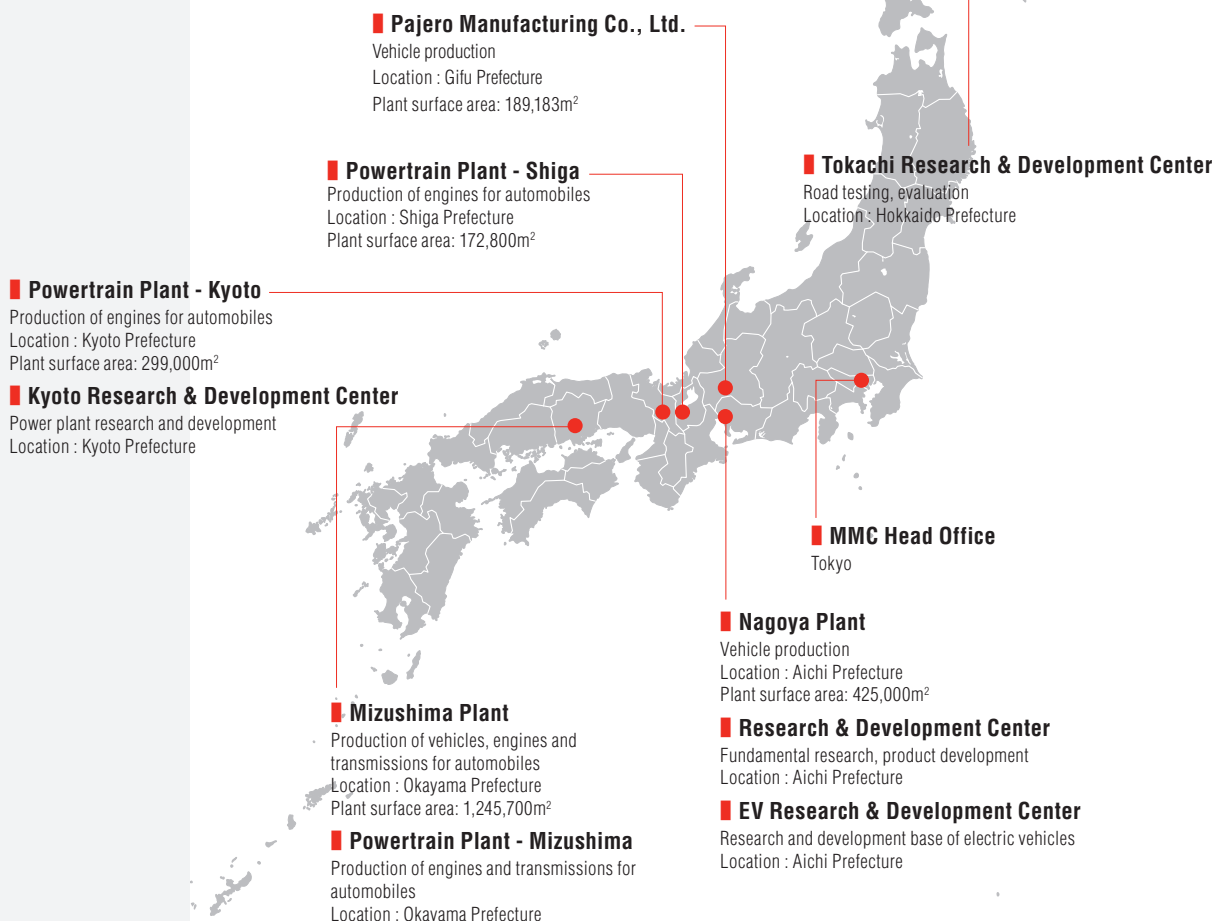 Pajero Manufacturing Co., Ltd.
Vehicle production
Location : Gifu Prefecture
Plant surface area: 189,183m²
Powertrain Plant - Shiga
Production of engines for automobiles
Location : Shiga Prefecture
Plant surface area: 172,800m²
Tokachi Research & Development Center
Road testing, evaluation
Location : Hokkaido Prefecture
Powertrain Plant - Kyoto
Production of engines for automobiles
Location : Kyoto Prefecture
Plant surface area: 299,000m²
Kyoto Research & Development Center
Power plant research and development
Location : Kyoto Prefecture
MMC Head Office
Tokyo
Nagoya Plant
Vehicle production
Location : Aichi Prefecture
Plant surface area: 425,000m²
Research & Development Center
Fundamental research, product development
Location : Aichi Prefecture
EV Research & Development Center
Research and development base of electric vehicles
Location : Aichi Prefecture
Mizushima Plant
Production of vehicles, engines and
transmissions for automobiles
Location : Okayama Prefecture
Plant surface area: 1,245,700m²
Powertrain Plant - Mizushima
Production of engines and transmissions for
automobiles
Location : Okayama Prefecture